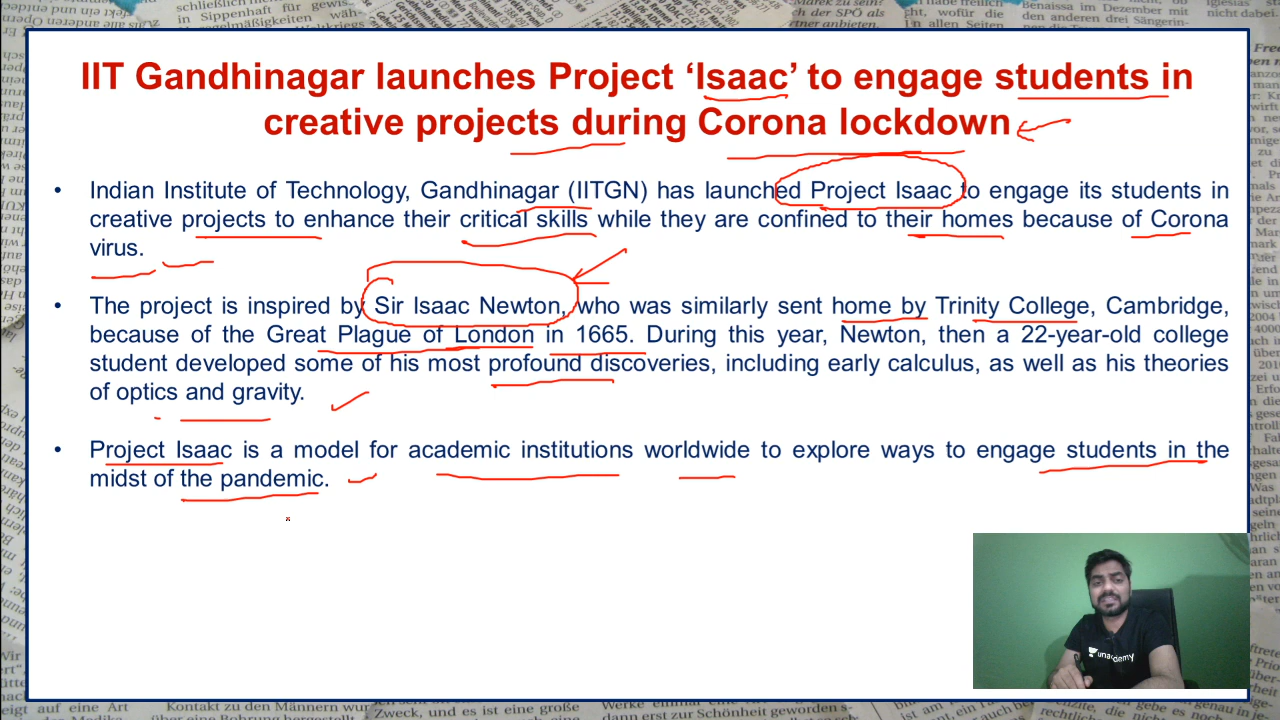 IIT Gandhinagar launches Project ‘Isaac’ to engage students in
creative projects during Corona lockdown
• Indian Institute of Technology, Gandhinagar (IITGN) has launched Project Isaac to engage its students in
creative projects to enhance their critical skills while they are confined to their homes because of Corona
virus.
• The project is inspired by Sir Isaac Newton, who was similarly sent home by Trinity College, Cambridge,
because of the Great Plague of London in 1665. During this year, Newton, then a 22-year-old college
student developed some of his most profound discoveries, including early calculus, as well as his theories
of optics and gravity.
• Project Isaac is a model for academic institutions worldwide to explore ways to engage students in the
midst of the pandemic.
unacademy